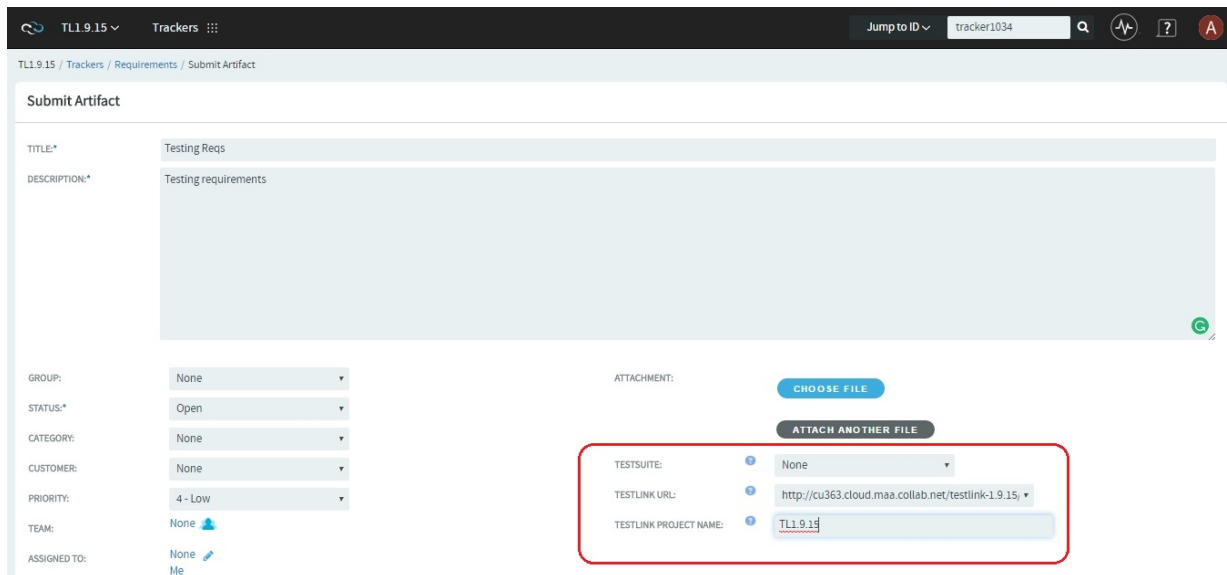 TL1.9.15 Trackers Jump to ID tracker1034 ? A
TL1.9.15 / Trackers / Requirements / Submit Artifact
Submit Artifact
TITLE:* Testing Reqs
DESCRIPTION:* Testing requirements
GROUP: None
STATUS:* Open
CATEGORY: None
CUSTOMER: None
PRIORITY: 4 - Low
TEAM: None
ASSIGNED TO: None
Me
ATTACHMENT: CHOOSE FILE
ATTACH ANOTHER FILE
TESTSUITE: ? None
TESTLINK URL: ? http://cu363.cloud.maa.collab.net/testlink-1.9.15/
TESTLINK PROJECT NAME: ? TL1.9.15